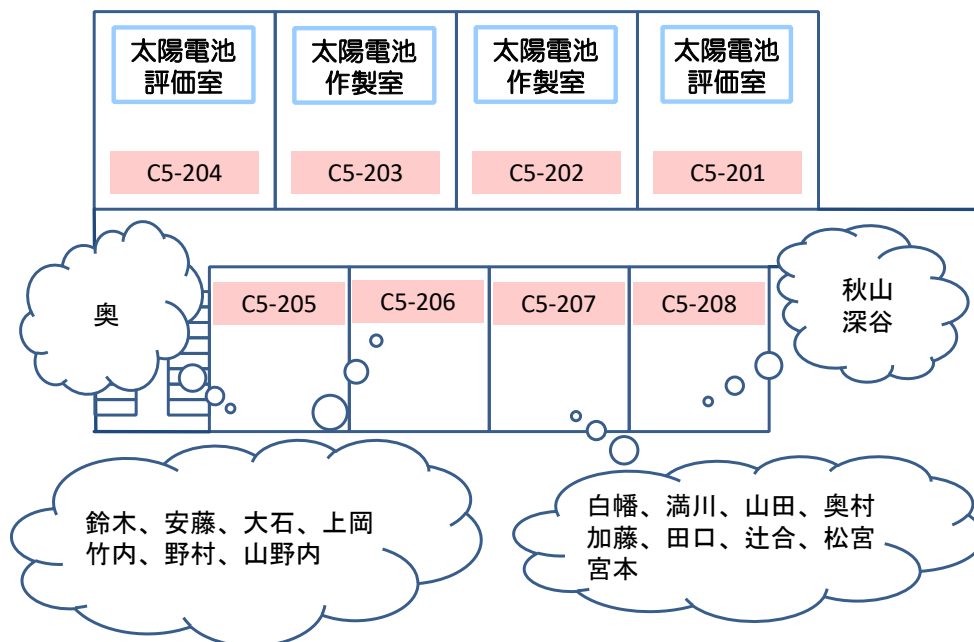 太陽電池
評価室
太陽電池
作製室
太陽電池
作製室
太陽電池
評価室
C5-204
C5-203
C5-202
C5-201
奥
C5-205
C5-206
C5-207
C5-208
秋山
深谷
鈴木、安藤、大石、上岡
竹内、野村、山野内
白幡、満川、山田、奥村
加藤、田口、辻合、松宮
宮本